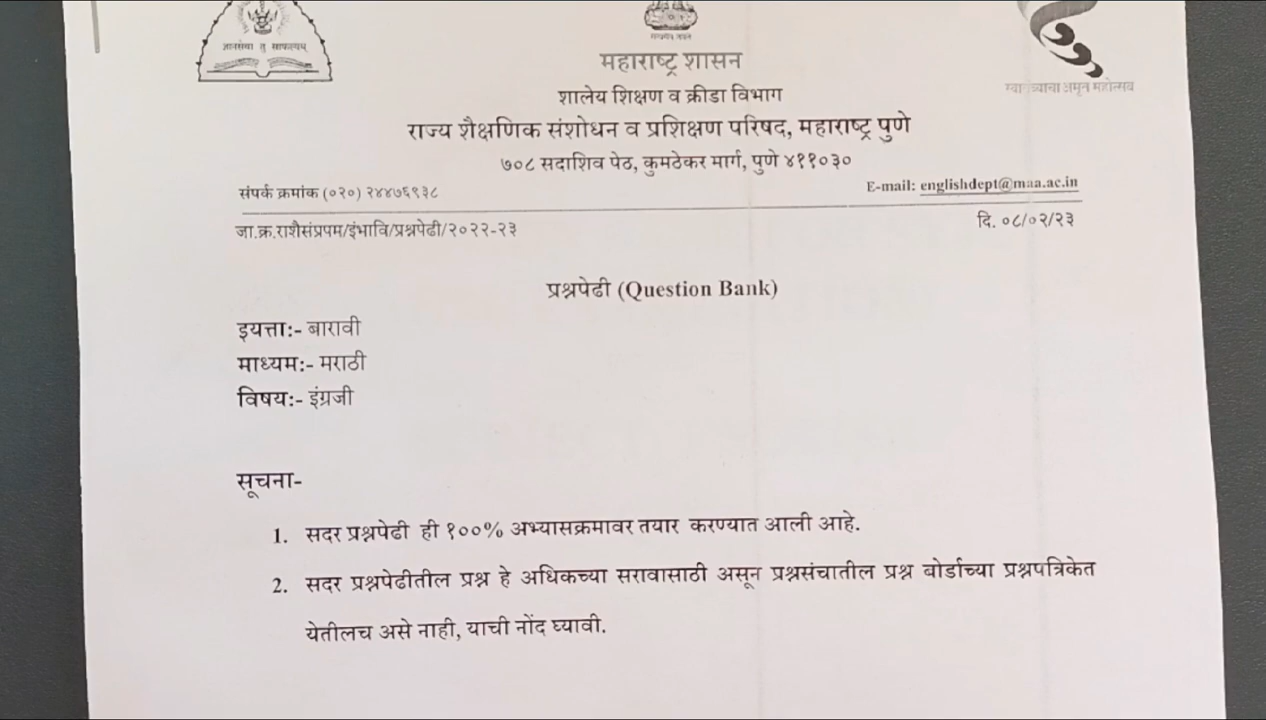 ज्ञानसेवा तु साफल्यम्
महाराष्ट्र शासन
शालेय शिक्षण व क्रीडा विभाग
राज्य शैक्षणिक संशोधन व प्रशिक्षण परिषद, महाराष्ट्र पुणे
७०८ सदाशिव पेठ, कुमठेकर मार्ग, पुणे ४११०३०
संपर्क क्रमांक (०२०) २४४७६९३८
E-mail: englishdept@maa.ac.in
जा.क्र.राशैसंप्रपम/इंभावि/प्रश्नपेढी/२०२२-२३
दि. ०८/०२/२३
प्रश्नपेढी (Question Bank)
इयत्ता:- बारावी
माध्यम:- मराठी
विषय:- इंग्रजी
सूचना-
1. सदर प्रश्नपेढी ही १००% अभ्यासक्रमावर तयार करण्यात आली आहे.
2. सदर प्रश्नपेढीतील प्रश्न हे अधिकच्या सरावासाठी असून प्रश्नसंचातील प्रश्न बोर्डाच्या प्रश्नपत्रिकेत
येतीलच असे नाही, याची नोंद घ्यावी.